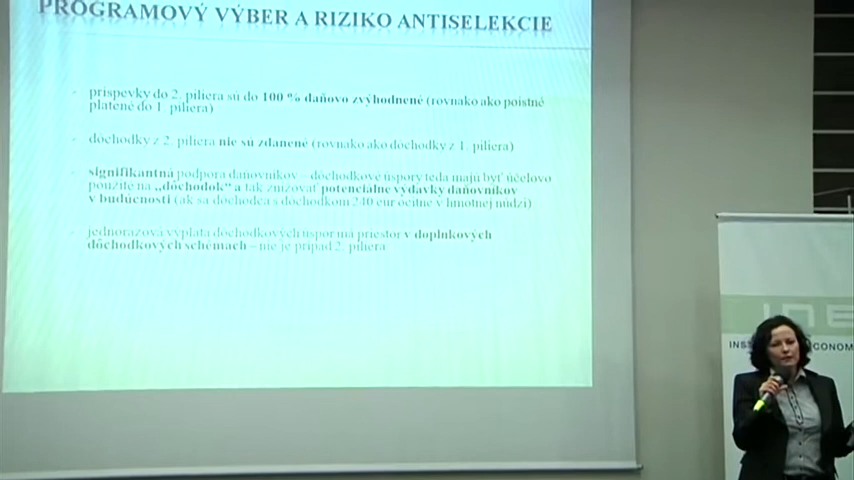 PROGRAMOVÝ VÝBER A RIZIKO ANTISELEKCIE
príspevky do 2. piliera sú do 100 % daňovo zvýhodnené (rovnako ako poistné
platené do 1. piliera)
dôchodky z 2. piliera nie sú zdanené (rovnako ako dôchodky z 1. piliera)
signifikantná podpora daňovníkov – dôchodkové úspory teda majú byť účelovo
použité na „dôchodok" a tak znižovať potenciálne výdavky daňovníkov
v budúcnosti (ak sa dôchodca s dôchodkom 240 eur ocitne v hmotnej núdzi)
jednorazová výplata dôchodkových úspor má priestor v doplnkových
dôchodkových schémach – nie je prípad 2. piliera
INE